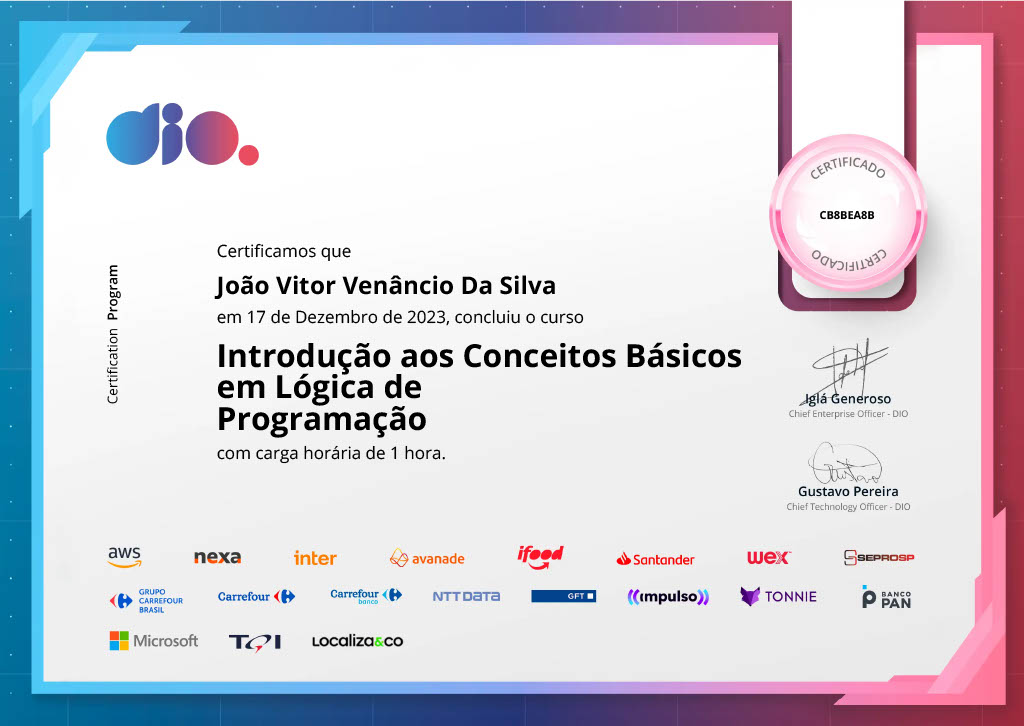 dio.
CERTIFICADO
CB8BEA8B
CERTIFICADO
Certification Program
Certificamos que
João Vitor Venâncio Da Silva
em 17 de Dezembro de 2023, concluiu o curso
Introdução aos Conceitos Básicos
em Lógica de
Programação
com carga horária de 1 hora.
Iglá Generoso
Chief Enterprise Officer - DIO
Gustavo Pereira
Chief Technology Officer - DIO
aws nexa inter avanade ifood Santander wex SEPROSP
GRUPO
CARREFOUR
BRASIL
Carrefour Carrefour banco NTT DATA GFT impulso TONNIE BANCO PAN
Microsoft TQI LOCALIZA&CO